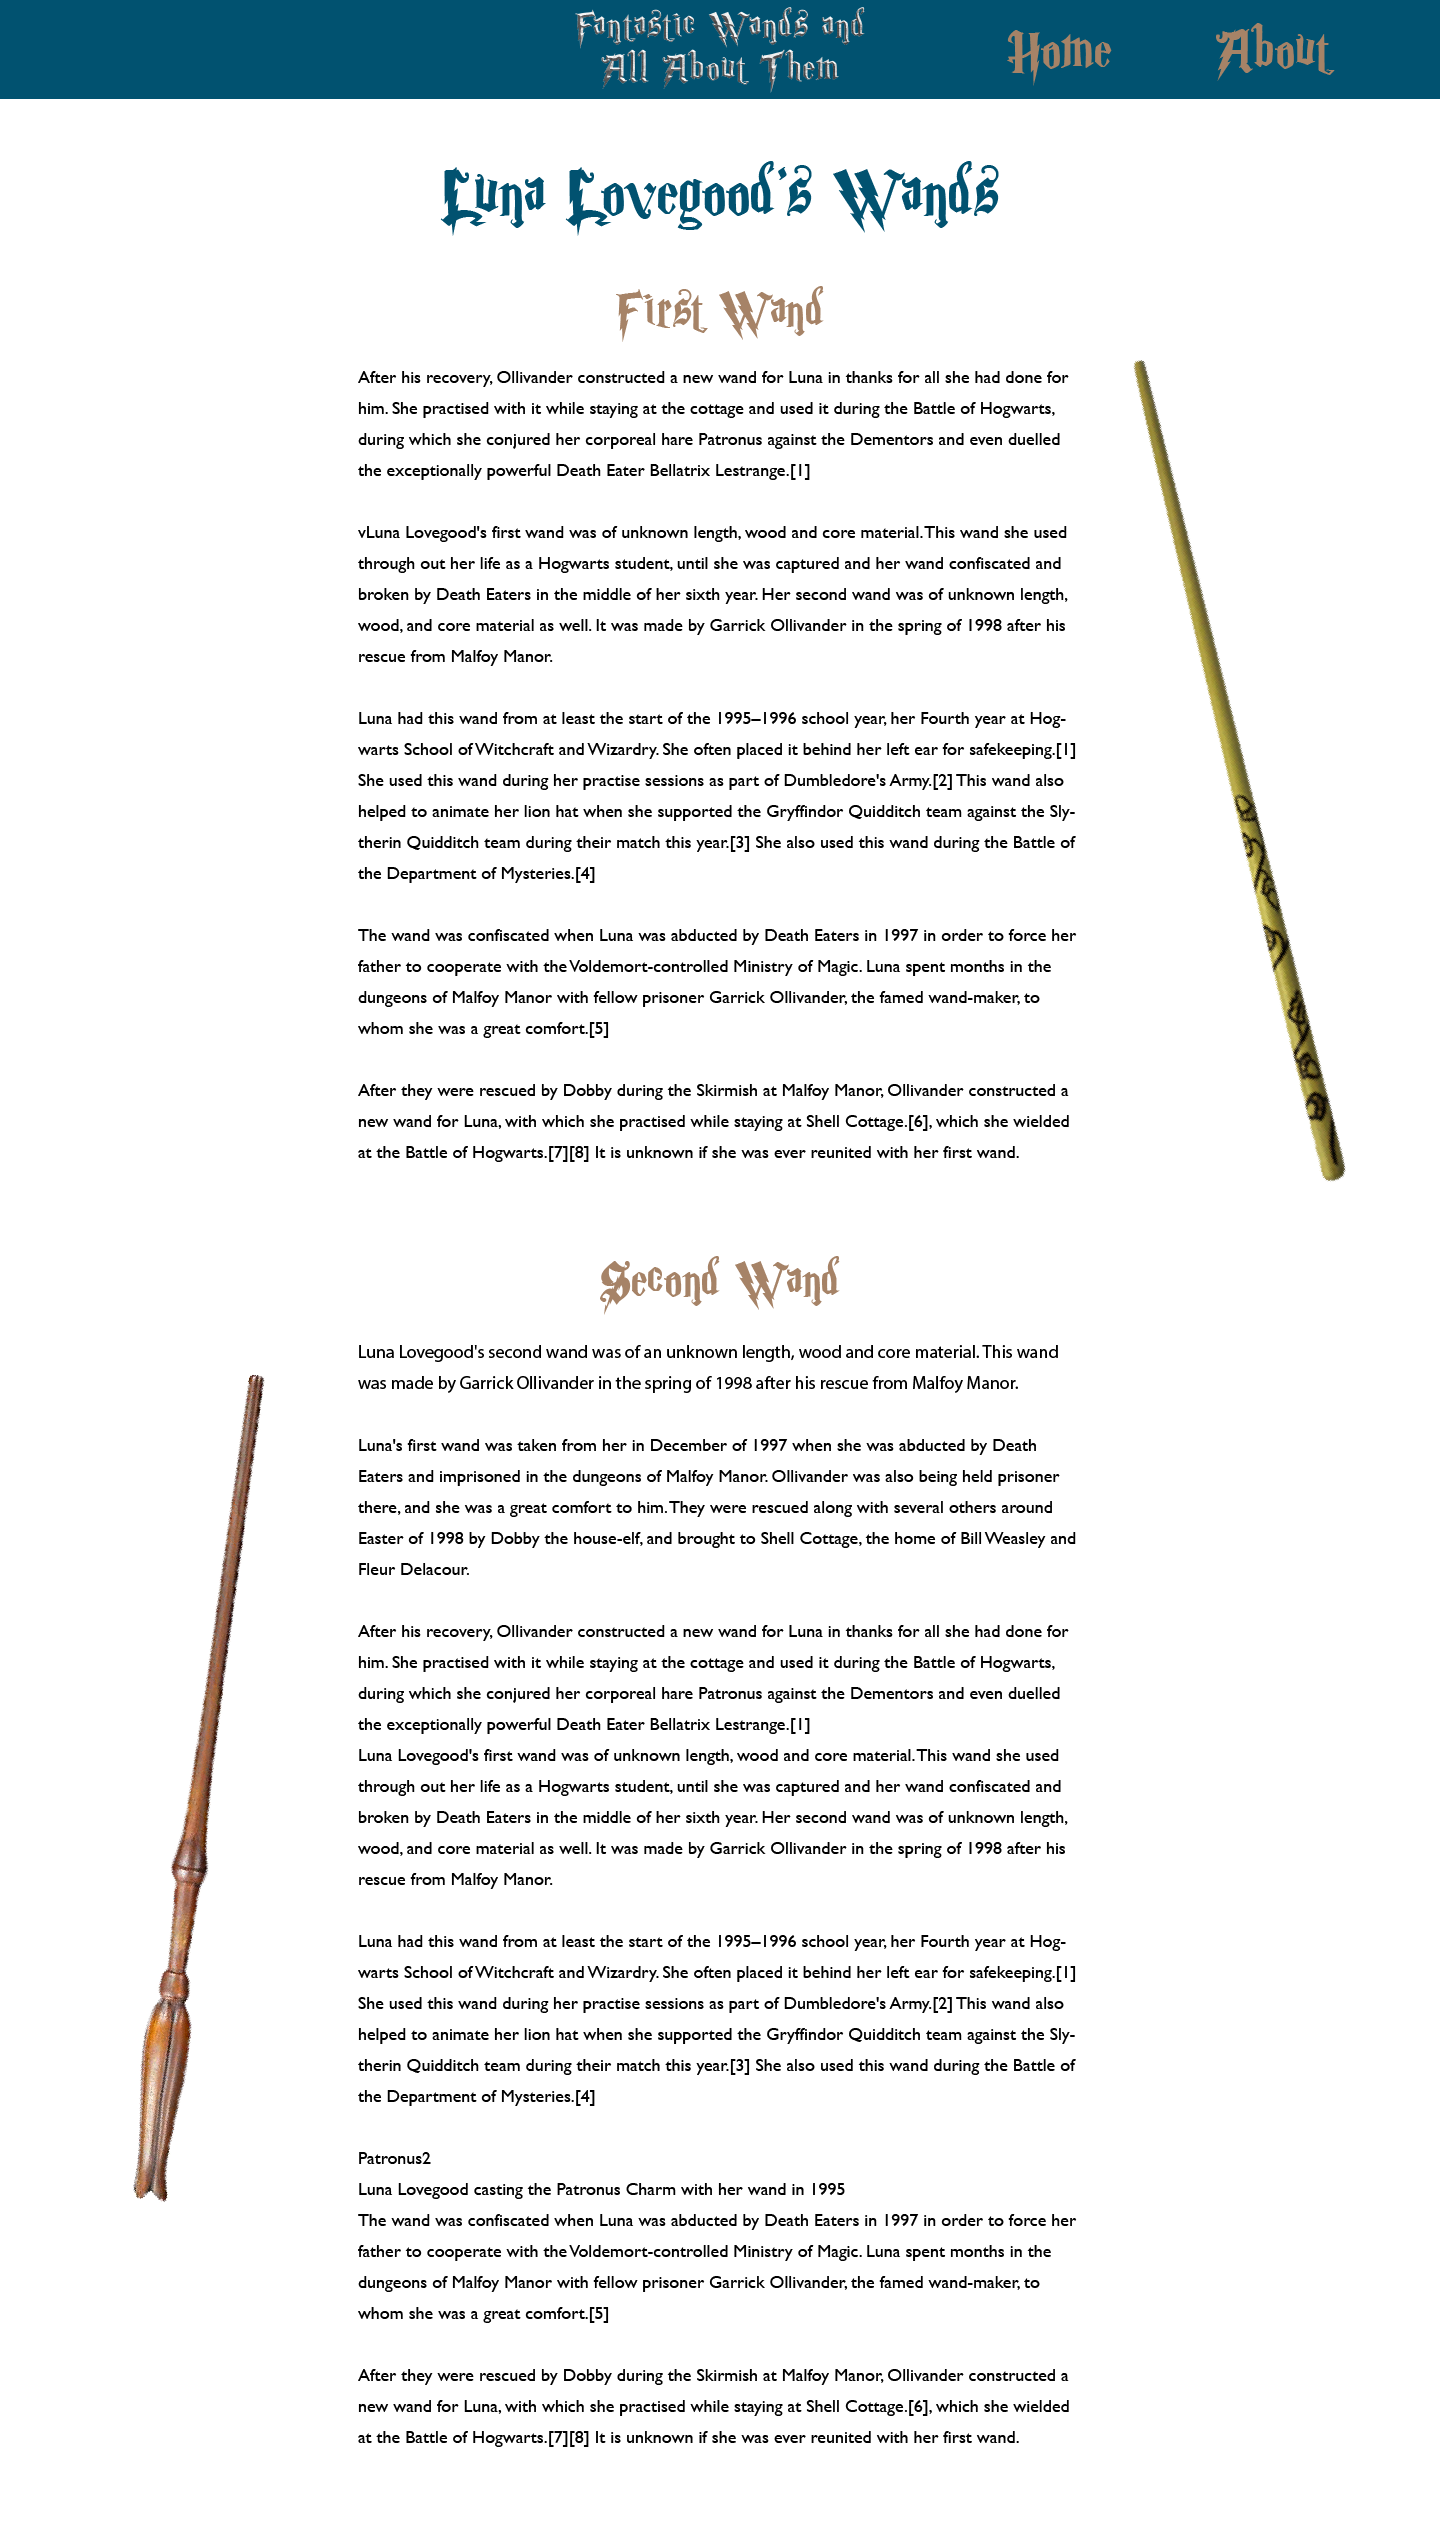 Fantastic Wands and
All About Them
Home
About
Luna Lovegood's Wands
First Wand
After his recovery, Ollivander constructed a new wand for Luna in thanks for all she had done for
him. She practised with it while staying at the cottage and used it during the Battle of Hogwarts,
during which she conjured her corporeal hare Patronus against the Dementors and even duelled
the exceptionally powerful Death Eater Bellatrix Lestrange.[1]
vLuna Lovegood's first wand was of unknown length, wood and core material. This wand she used
through out her life as a Hogwarts student, until she was captured and her wand confiscated and
broken by Death Eaters in the middle of her sixth year. Her second wand was of unknown length,
wood, and core material as well. It was made by Garrick Ollivander in the spring of 1998 after his
rescue from Malfoy Manor.
Luna had this wand from at least the start of the 1995–1996 school year, her Fourth year at Hog-
warts School of Witchcraft and Wizardry. She often placed it behind her left ear for safekeeping.[1]
She used this wand during her practise sessions as part of Dumbledore's Army.[2] This wand also
helped to animate her lion hat when she supported the Gryffindor Quidditch team against the Sly-
therin Quidditch team during their match this year.[3] She also used this wand during the Battle of
the Department of Mysteries.[4]
The wand was confiscated when Luna was abducted by Death Eaters in 1997 in order to force her
father to cooperate with the Voldemort-controlled Ministry of Magic. Luna spent months in the
dungeons of Malfoy Manor with fellow prisoner Garrick Ollivander, the famed wand-maker, to
whom she was a great comfort.[5]
After they were rescued by Dobby during the Skirmish at Malfoy Manor, Ollivander constructed a
new wand for Luna, with which she practised while staying at Shell Cottage.[6], which she wielded
at the Battle of Hogwarts.[7][8] It is unknown if she was ever reunited with her first wand.
Second Wand
Luna Lovegood's second wand was of an unknown length, wood and core material. This wand
was made by Garrick Ollivander in the spring of 1998 after his rescue from Malfoy Manor.
Luna's first wand was taken from her in December of 1997 when she was abducted by Death
Eaters and imprisoned in the dungeons of Malfoy Manor. Ollivander was also being held prisoner
there, and she was a great comfort to him. They were rescued along with several others around
Easter of 1998 by Dobby the house-elf, and brought to Shell Cottage, the home of Bill Weasley and
Fleur Delacour.
After his recovery, Ollivander constructed a new wand for Luna in thanks for all she had done for
him. She practised with it while staying at the cottage and used it during the Battle of Hogwarts,
during which she conjured her corporeal hare Patronus against the Dementors and even duelled
the exceptionally powerful Death Eater Bellatrix Lestrange.[1]
Luna Lovegood's first wand was of unknown length, wood and core material. This wand she used
through out her life as a Hogwarts student, until she was captured and her wand confiscated and
broken by Death Eaters in the middle of her sixth year. Her second wand was of unknown length,
wood, and core material as well. It was made by Garrick Ollivander in the spring of 1998 after his
rescue from Malfoy Manor.
Luna had this wand from at least the start of the 1995–1996 school year, her Fourth year at Hog-
warts School of Witchcraft and Wizardry. She often placed it behind her left ear for safekeeping.[1]
She used this wand during her practise sessions as part of Dumbledore's Army.[2] This wand also
helped to animate her lion hat when she supported the Gryffindor Quidditch team against the Sly-
therin Quidditch team during their match this year.[3] She also used this wand during the Battle of
the Department of Mysteries.[4]
Patronus2
Luna Lovegood casting the Patronus Charm with her wand in 1995
The wand was confiscated when Luna was abducted by Death Eaters in 1997 in order to force her
father to cooperate with the Voldemort-controlled Ministry of Magic. Luna spent months in the
dungeons of Malfoy Manor with fellow prisoner Garrick Ollivander, the famed wand-maker, to
whom she was a great comfort.[5]
After they were rescued by Dobby during the Skirmish at Malfoy Manor, Ollivander constructed a
new wand for Luna, with which she practised while staying at Shell Cottage.[6], which she wielded
at the Battle of Hogwarts.[7][8] It is unknown if she was ever reunited with her first wand.